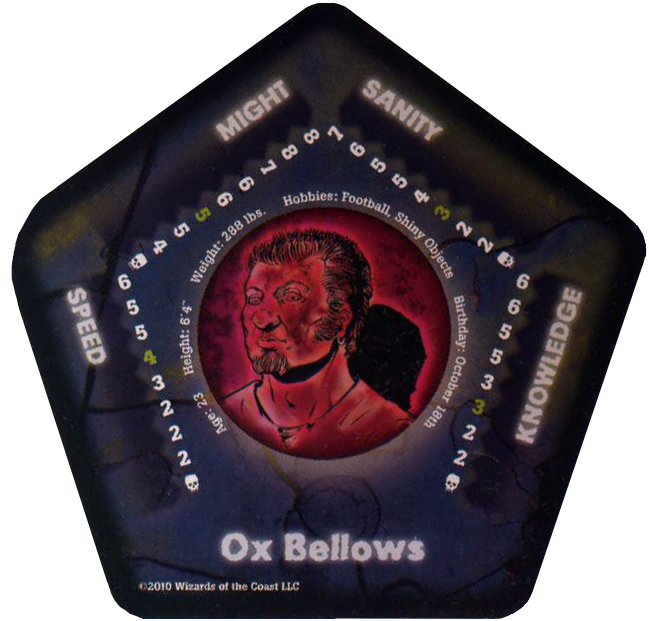 MIGHT
SANITY
SPEED
KNOWLEDGE
4 5 5 6 6 7 8 8
7 6 5 5 4 3 2 2
6 5 5 4 3 2 2 2
6 6 5 5 3 3 2 2
Age: 23
Height: 6'4"
Weight: 288 lbs.
Hobbies: Football, Shiny Objects
Birthday: October 18th
Ox Bellows
©2010 Wizards of the Coast LLC